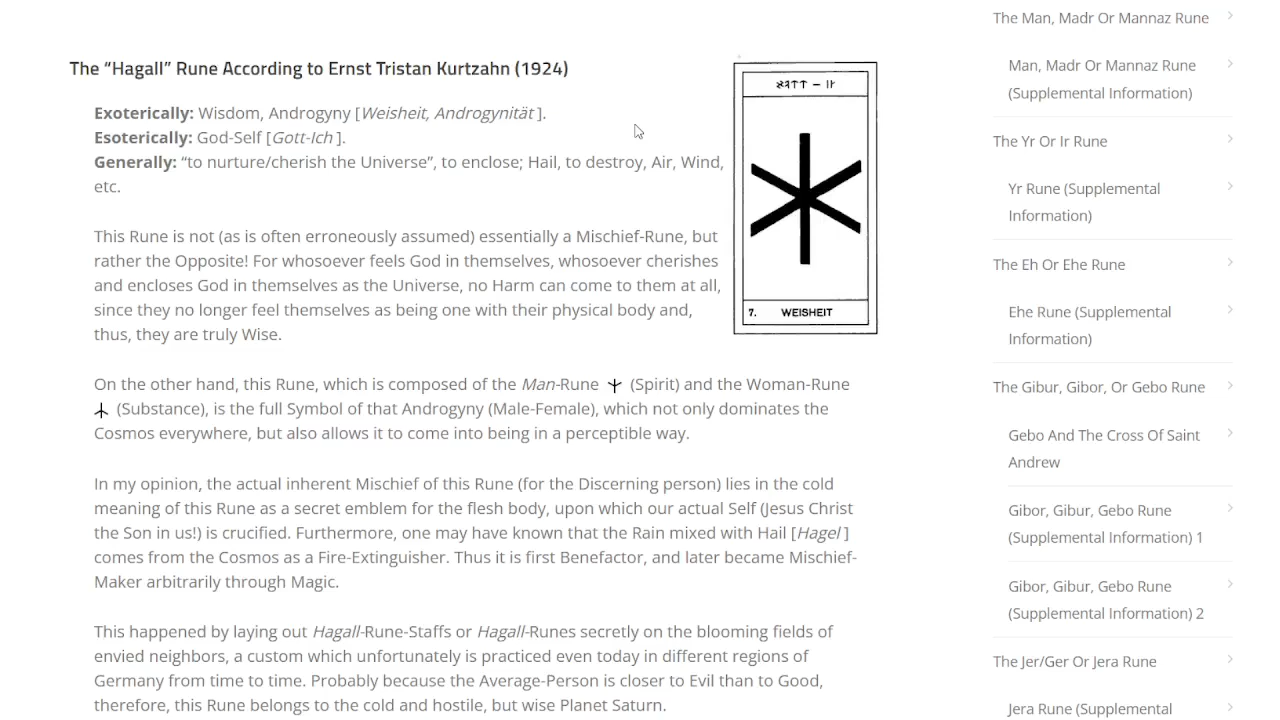 The “Hagall” Rune According to Ernst Tristan Kurtzahn (1924)
Exoterically: Wisdom, Androgyny [Weisheit, Androgynität ].
Esoterically: God-Self [Gott-Ich ].
Generally: “to nurture/cherish the Universe”, to enclose; Hail, to destroy, Air, Wind,
etc.
This Rune is not (as is often erroneously assumed) essentially a Mischief-Rune, but
rather the Opposite! For whosoever feels God in themselves, whosoever cherishes
and encloses God in themselves as the Universe, no Harm can come to them at all,
since they no longer feel themselves as being one with their physical body and,
thus, they are truly Wise.
7. WEISHEIT
On the other hand, this Rune, which is composed of the Man-Rune (Spirit) and the Woman-Rune
(Substance), is the full Symbol of that Androgyny (Male-Female), which not only dominates the
Cosmos everywhere, but also allows it to come into being in a perceptible way.
In my opinion, the actual inherent Mischief of this Rune (for the Discerning person) lies in the cold
meaning of this Rune as a secret emblem for the flesh body, upon which our actual Self (Jesus Christ
the Son in us!) is crucified. Furthermore, one may have known that the Rain mixed with Hail [Hagel ]
comes from the Cosmos as a Fire-Extinguisher. Thus it is first Benefactor, and later became Mischief-
Maker arbitrarily through Magic.
This happened by laying out Hagall-Rune-Staffs or Hagall-Runes secretly on the blooming fields of
envied neighbors, a custom which unfortunately is practiced even today in different regions of
Germany from time to time. Probably because the Average-Person is closer to Evil than to Good,
therefore, this Rune belongs to the cold and hostile, but wise Planet Saturn.
The Man, Madr Or Mannaz Rune
Man, Madr Or Mannaz Rune
(Supplemental Information)
The Yr Or Ir Rune
Yr Rune (Supplemental
Information)
The Eh Or Ehe Rune
Ehe Rune (Supplemental
Information)
The Gibur, Gibor, Or Gebo Rune
Gebo And The Cross Of Saint
Andrew
Gibor, Gibur, Gebo Rune
(Supplemental Information) 1
Gibor, Gibur, Gebo Rune
(Supplemental Information) 2
The Jer/Ger Or Jera Rune
Jera Rune (Supplemental